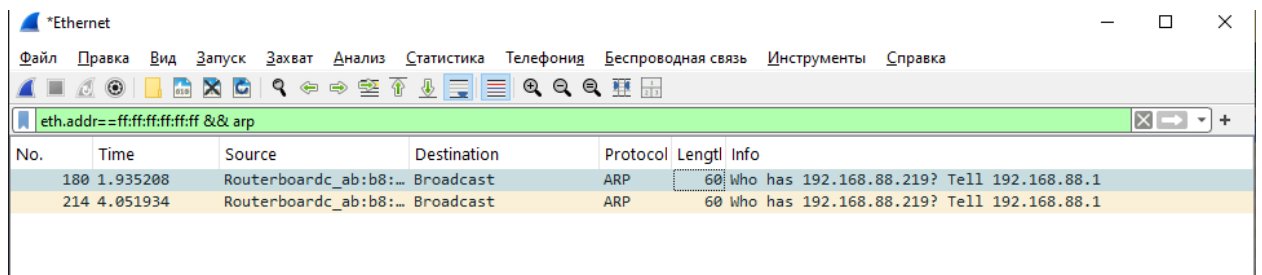 *Ethernet
Файл Правка Вид Запуск Захват Анализ Статистика Телефония Беспроводная связь Инструменты Справка
eth.addr==ff:ff:ff:ff:ff:ff && arp
No. Time Source Destination Protocol Lengtl Info
180 1.935208 Routerboardc_ab:b8:… Broadcast ARP 60 Who has 192.168.88.219? Tell 192.168.88.1
214 4.051934 Routerboardc_ab:b8:… Broadcast ARP 60 Who has 192.168.88.219? Tell 192.168.88.1